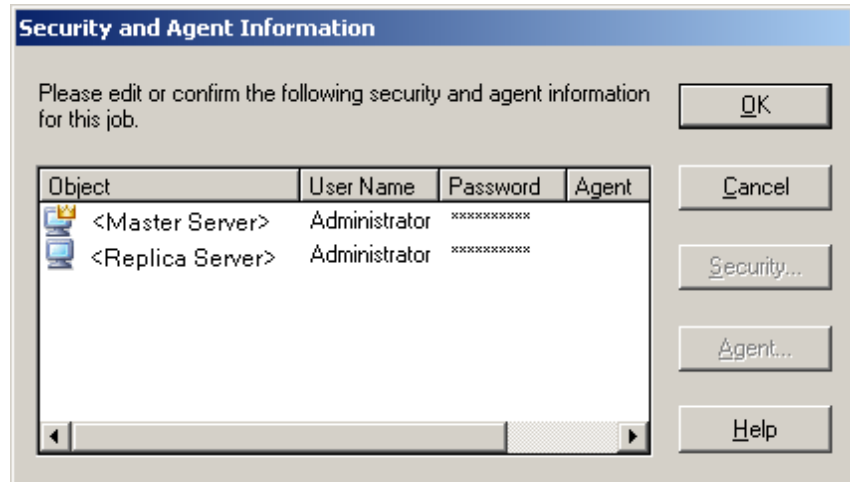 Security and Agent Information
Please edit or confirm the following security and agent information
for this job.
OK
Object User Name Password Agent
Cancel
<Master Server> Administrator **********
<Replica Server> Administrator **********
Security...
Agent...
Help